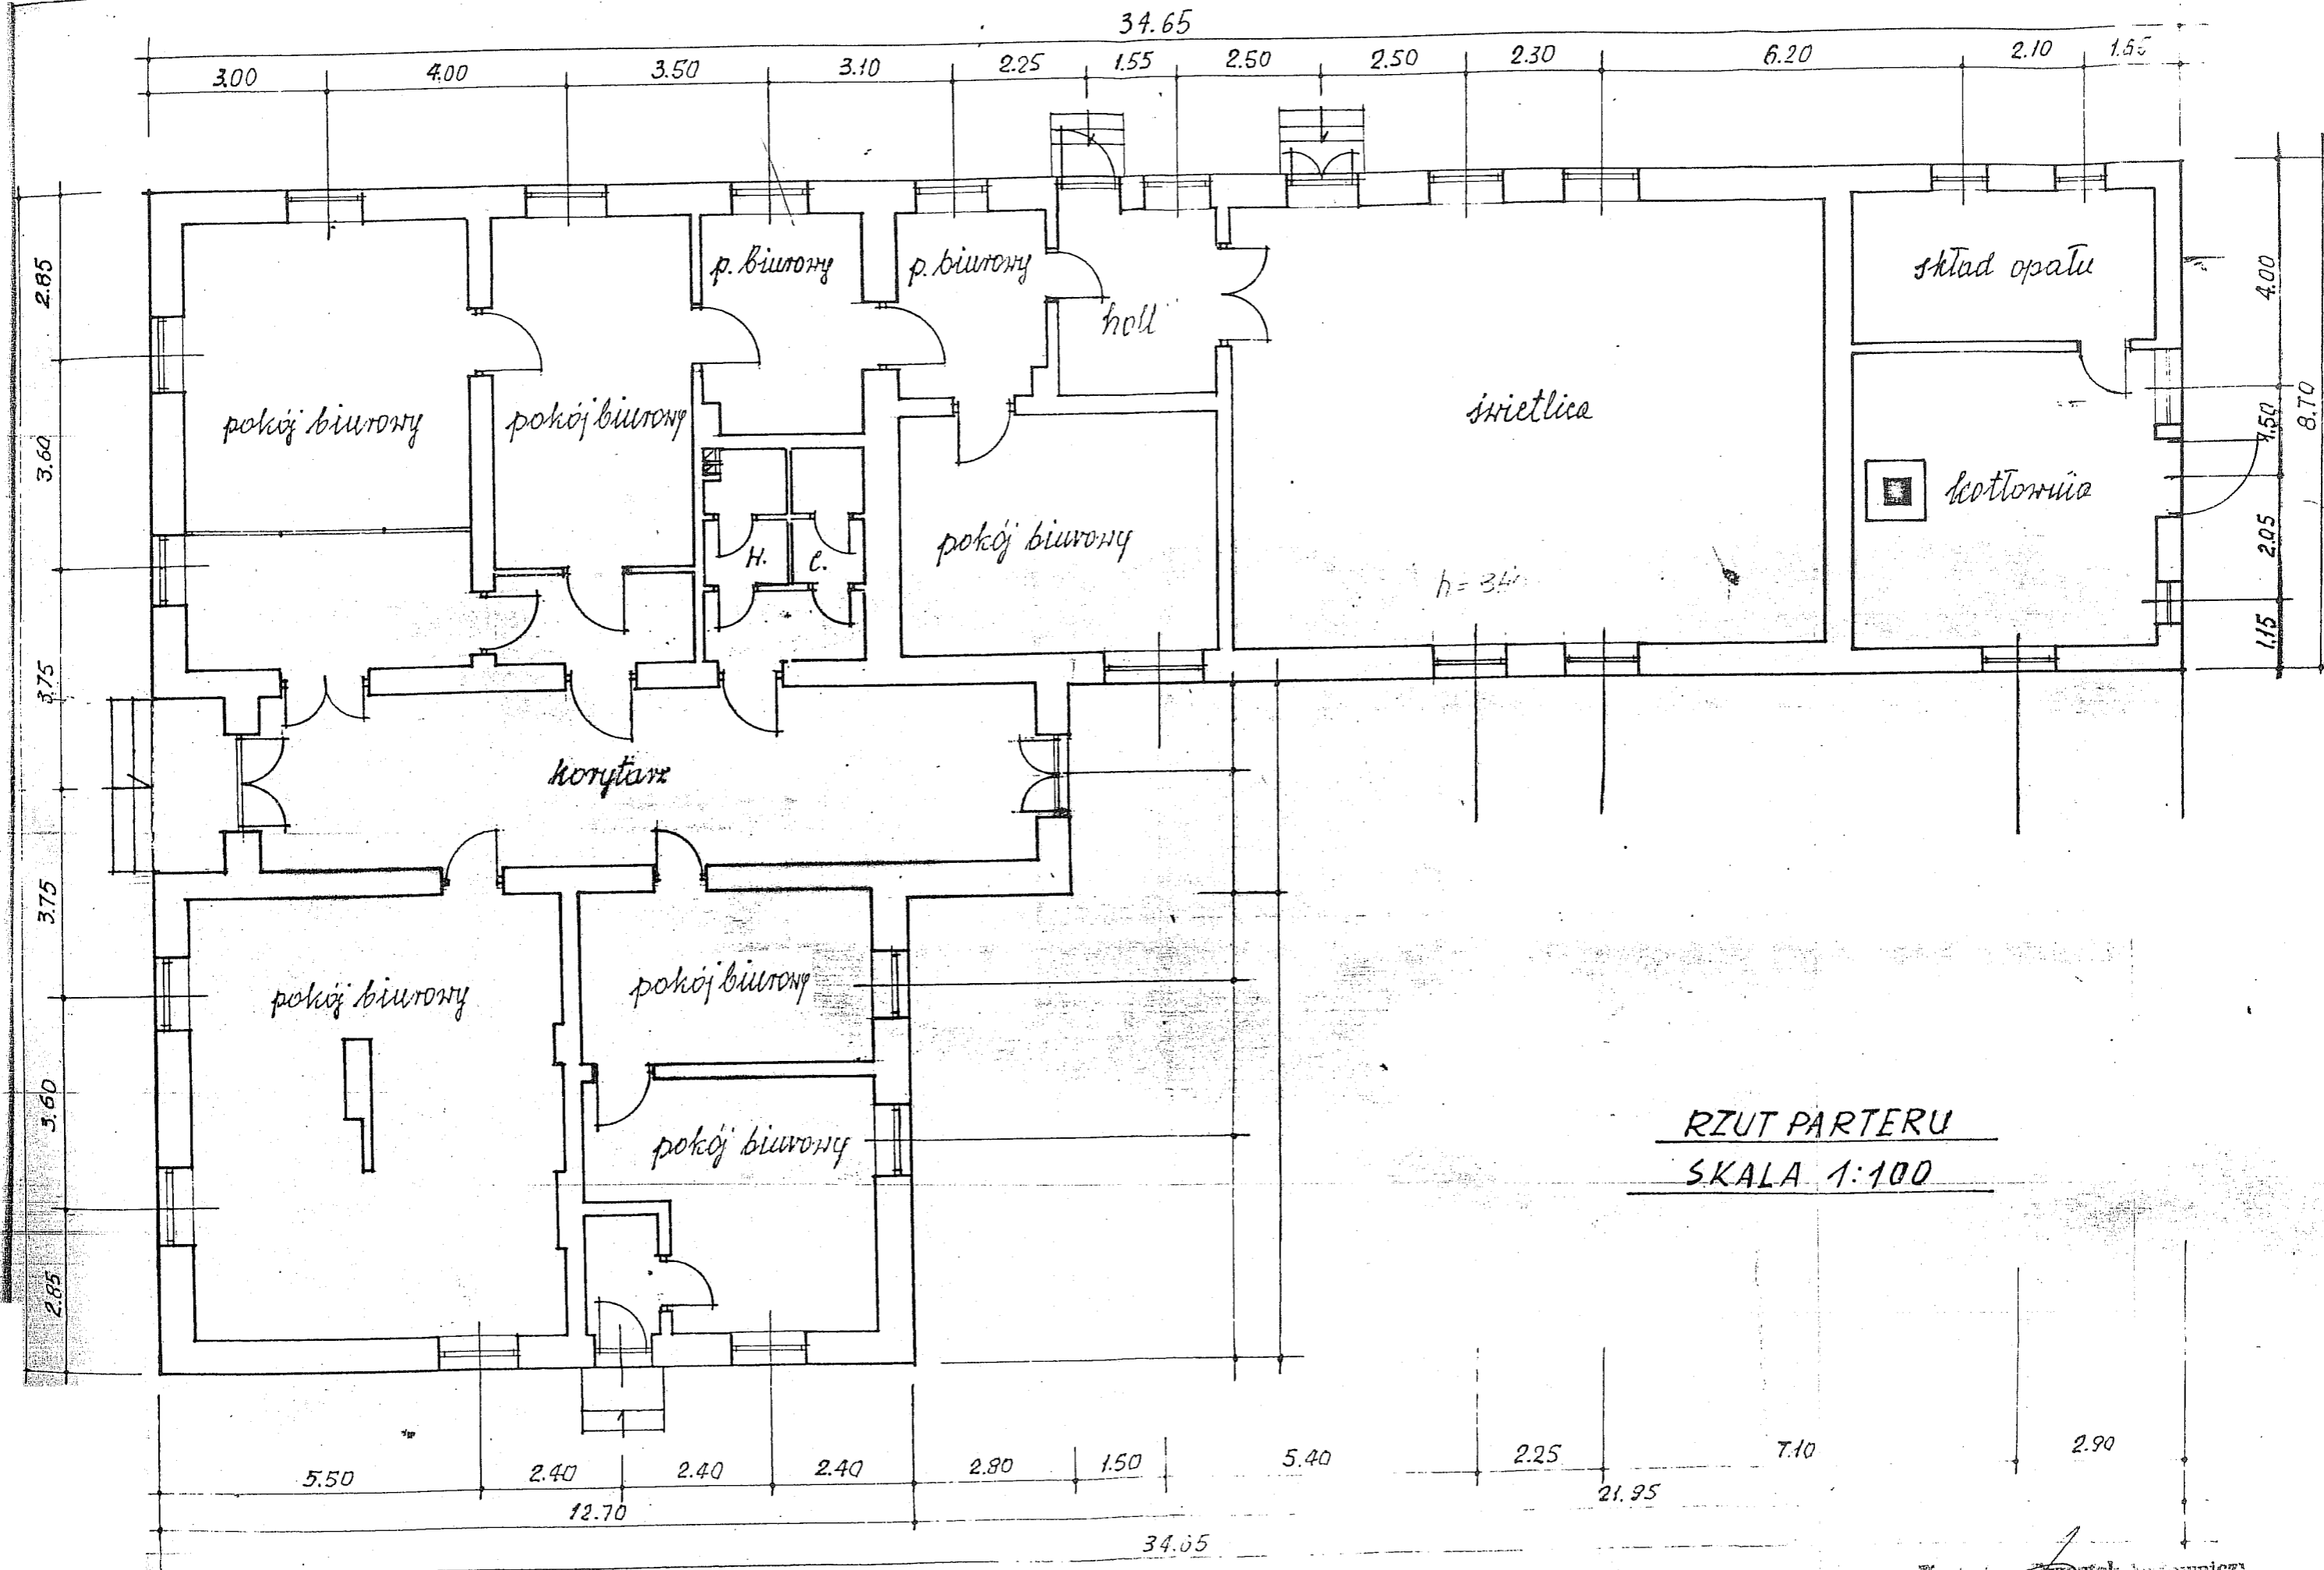 34.65
3.00 4.00 3.50 3.10 2.25 1.55 2.50 2.50 2.30 6.20 2.10
2.85
3.60
3.75
3.75
3.60
2.85
p. biurowy
p. biurowy
holl
skład opału
4.00
1.50
2.05
1.15
8.70
pokój biurowy
pokój biurowy
świetlica
kotłownia
pokój biurowy
H.
C.
korytarz
pokój biurowy
pokój biurowy
pokój biurowy
RZUT PARTERU
SKALA 1:100
5.50 2.40 2.40 2.40 2.80 1.50 5.40 2.25 7.10 2.90
12.70
21.95
34.65